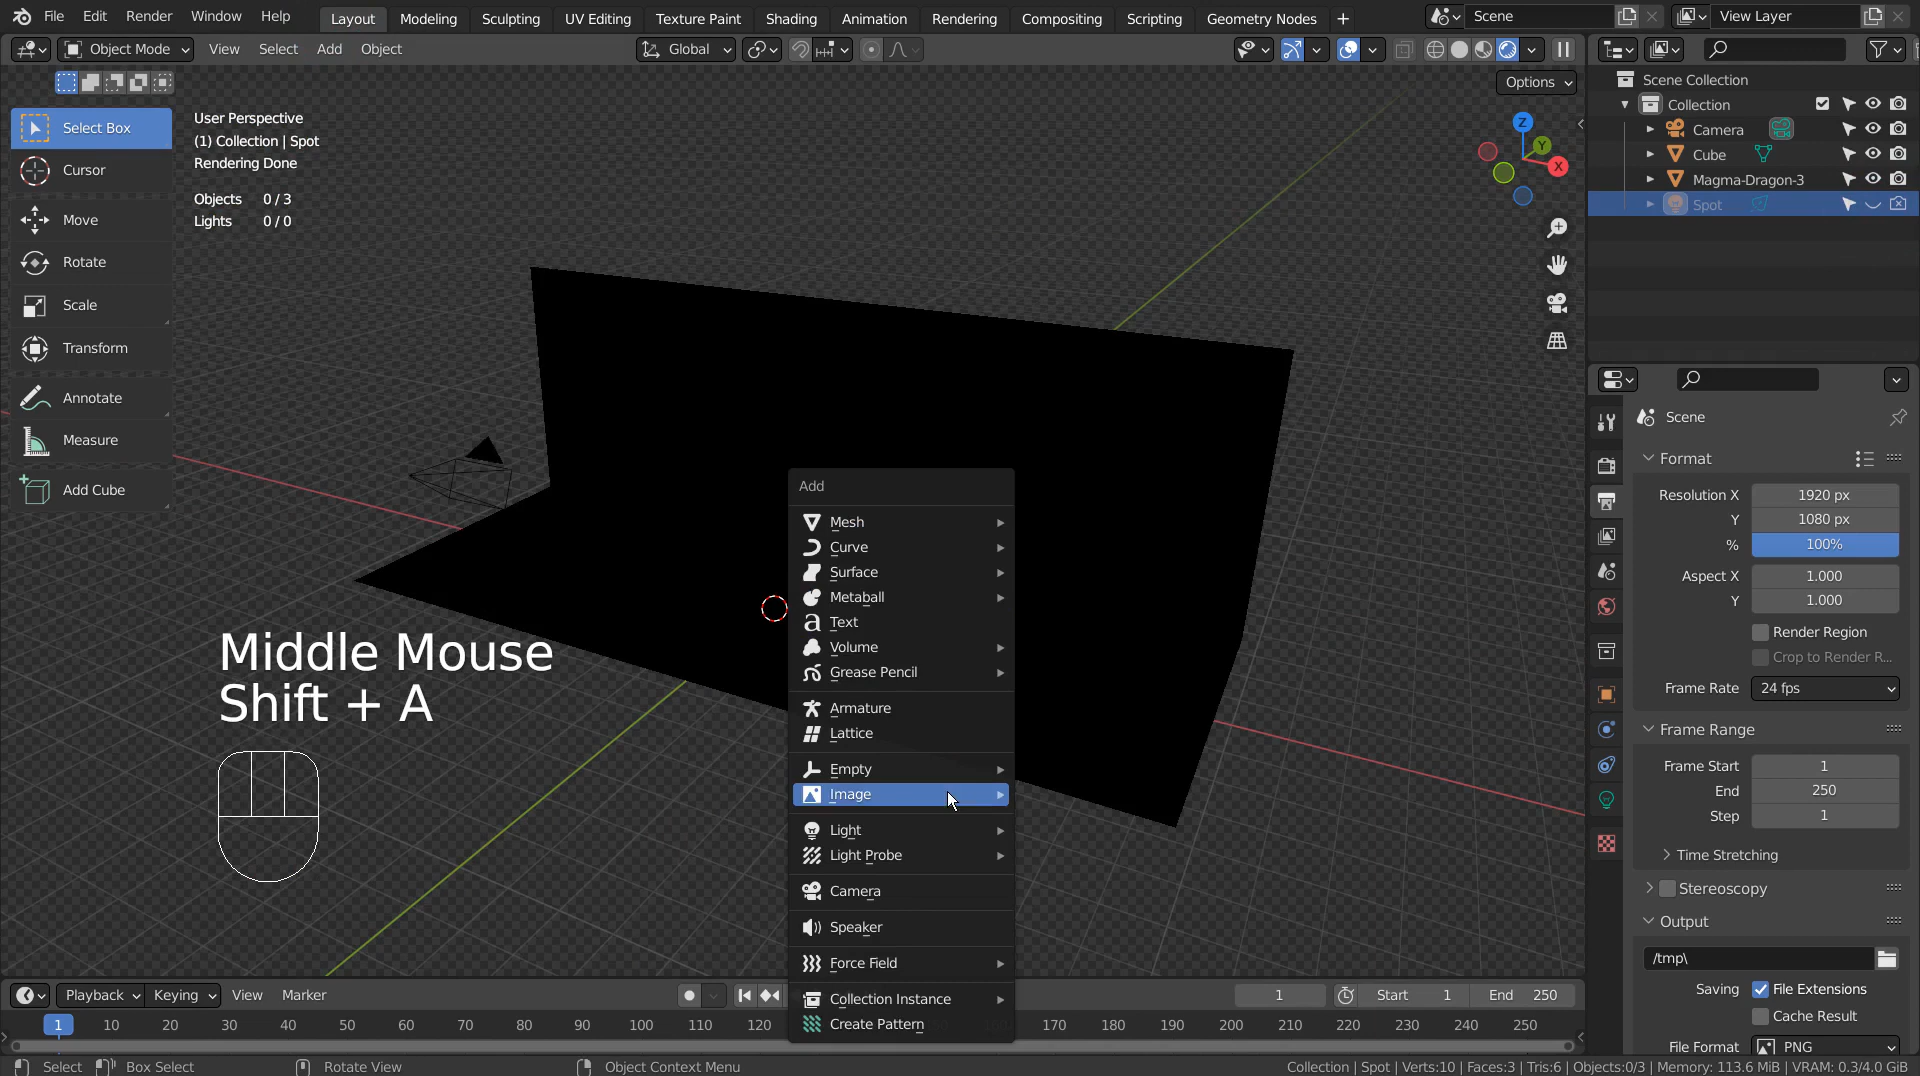 File Edit Render Window Help Layout Modeling Sculpting UV Editing Texture Paint Shading Animation Rendering Compositing Scripting Geometry Nodes + Scene View Layer
Object Mode View Select Add Object Global
Options
Select Box
Cursor
Move
Rotate
Scale
Transform
Annotate
Measure
Add Cube
User Perspective
(1) Collection | Spot
Rendering Done
Objects 0 / 3
Lights 0 / 0
Z
Y
X
Middle Mouse
Shift + A
Add
Mesh
Curve
Surface
Metaball
Text
Volume
Grease Pencil
Armature
Lattice
Empty
Image
Light
Light Probe
Camera
Speaker
Force Field
Collection Instance
Create Pattern
Scene Collection
Collection
Camera
Cube
Magma-Dragon-3
Spot
Scene
Format
Resolution X 1920 px
Y 1080 px
% 100%
Aspect X 1.000
Y 1.000
Render Region
Crop to Render R...
Frame Rate 24 fps
Frame Range
Frame Start 1
End 250
Step 1
Time Stretching
Stereoscopy
Output
/tmp\
Saving File Extensions
Cache Result
File Format PNG
Playback Keying View Marker 1 Start 1 End 250
1 10 20 30 40 50 60 70 80 90 100 110 120 170 180 190 200 210 220 230 240 250
Select Box Select Rotate View Object Context Menu Collection | Spot | Verts:10 | Faces:3 | Tris:6 | Objects:0/3 | Memory: 113.6 MiB | VRAM: 0.3/4.0 GiB